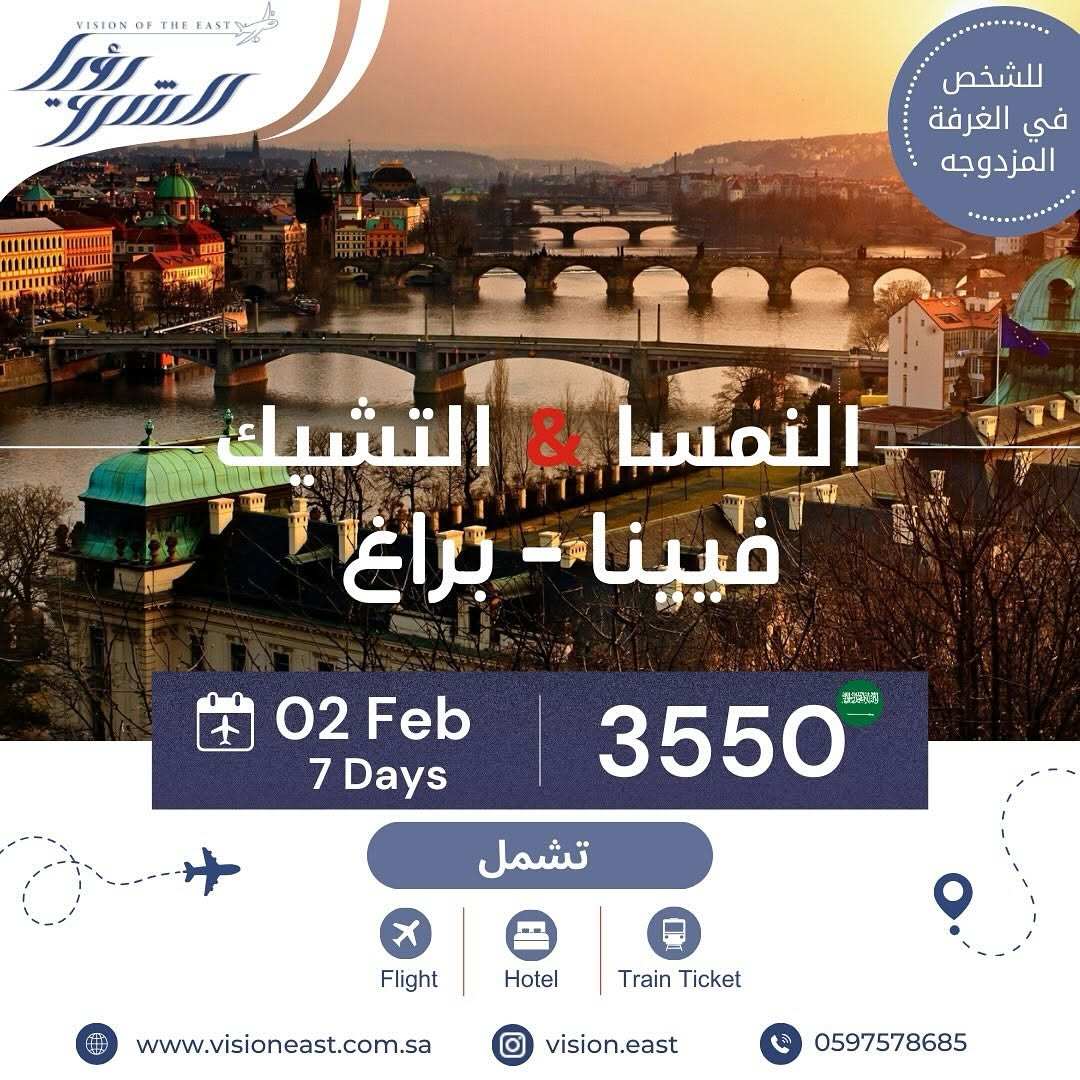 VISION OF THE EAST
رؤيا الشرق
للشخص
في الغرفة
المزدوجه
النمسا & التشيك
فيينا - براغ
02 Feb
7 Days
3550
تشمل
Flight
Hotel
Train Ticket
www.visioneast.com.sa
vision.east
0597578685